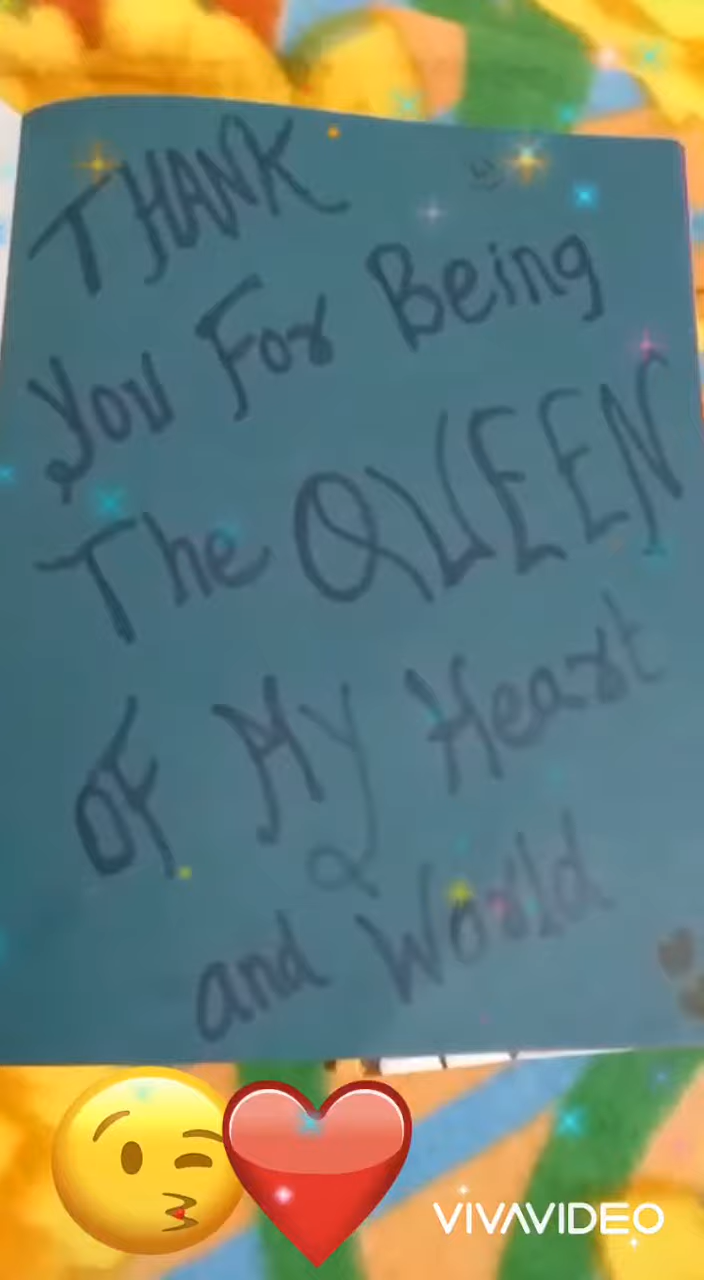 THANK
You For Being
The QUEEN
OF My Heart
and World
VIVAVIDEO